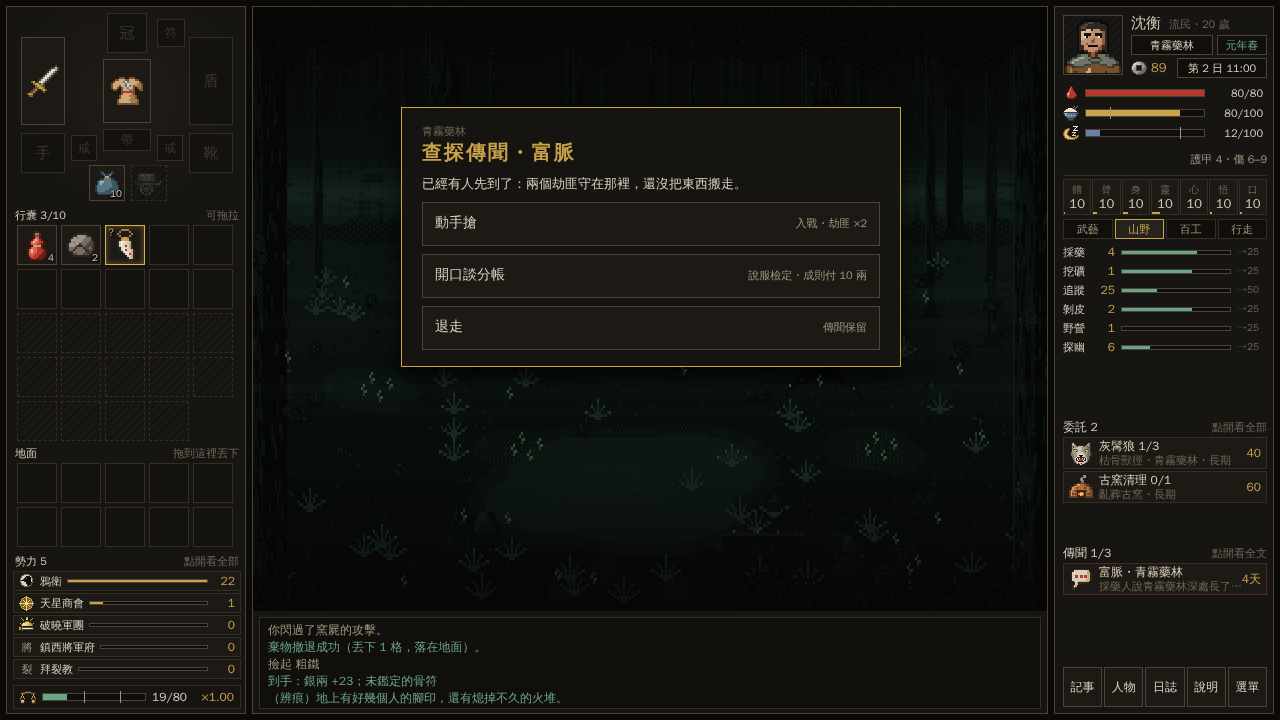 冠
符
盾
手
戒
帶
戒
靴
10
行囊 3/10
可拖拉
4
2
?
地面
拖到這裡丟下
勢力 5
點開看全部
鴉衛
22
天星商會
1
破曉軍團
0
將
鎮西將軍府
0
裂
拜裂教
0
19/80
×1.00
青霧藥林
查探傳聞・富脈
已經有人先到了：兩個劫匪守在那裡，還沒把東西搬走。
動手搶
入戰・劫匪 ×2
開口談分帳
說服檢定・成則付 10 兩
退走
傳聞保留
你閃過了窯屍的攻擊。
棄物撤退成功（丟下 1 格，落在地面）。
撿起 粗鐵
到手：銀兩 +23；未鑑定的骨符
（辨痕）地上有好幾個人的腳印，還有熄掉不久的火堆。
沈衡
流民・20 歲
青霧藥林
元年春
89
第 2 日 11:00
80/80
80/100
12/100
護甲 4・傷 6–9
體
臂
身
靈
心
悟
口
10
10
10
10
10
10
10
武藝
山野
百工
行走
採藥
4
→25
挖礦
1
→25
追蹤
25
→50
剝皮
2
→25
野營
1
→25
探幽
6
→25
委託 2
點開看全部
灰髯狼 1/3
40
枯骨獸徑・青霧藥林・長期
古窯清理 0/1
60
亂葬古窯・長期
傳聞 1/3
點開看全文
富脈・青霧藥林
採藥人說青霧藥林深處長了…
4天
記事
人物
日誌
說明
選單